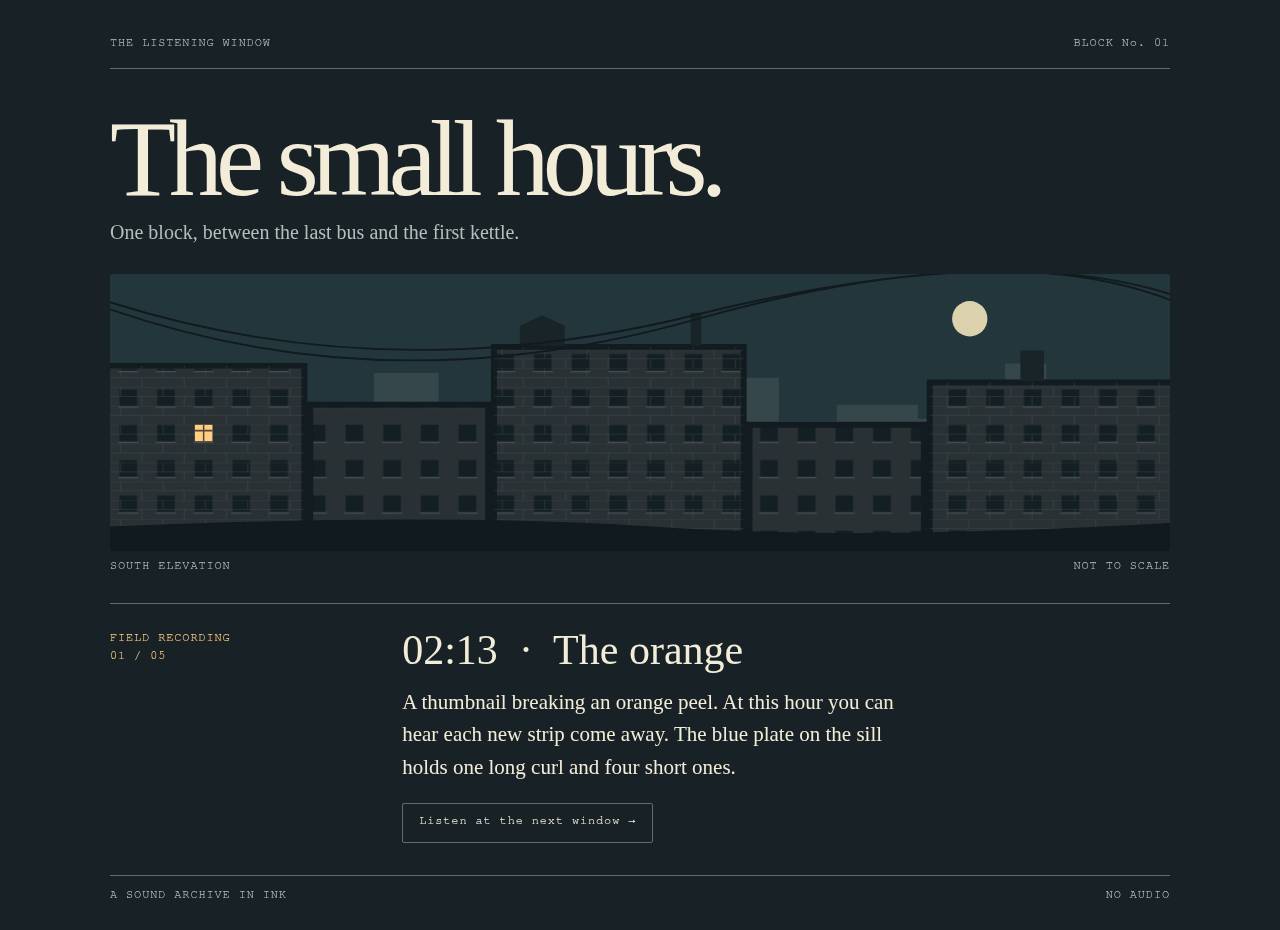 THE LISTENING WINDOW
BLOCK No. 01
The small hours.
One block, between the last bus and the first kettle.
SOUTH ELEVATION
NOT TO SCALE
FIELD RECORDING
01 / 05
02:13 · The orange
A thumbnail breaking an orange peel. At this hour you can
hear each new strip come away. The blue plate on the sill
holds one long curl and four short ones.
Listen at the next window →
A SOUND ARCHIVE IN INK
NO AUDIO